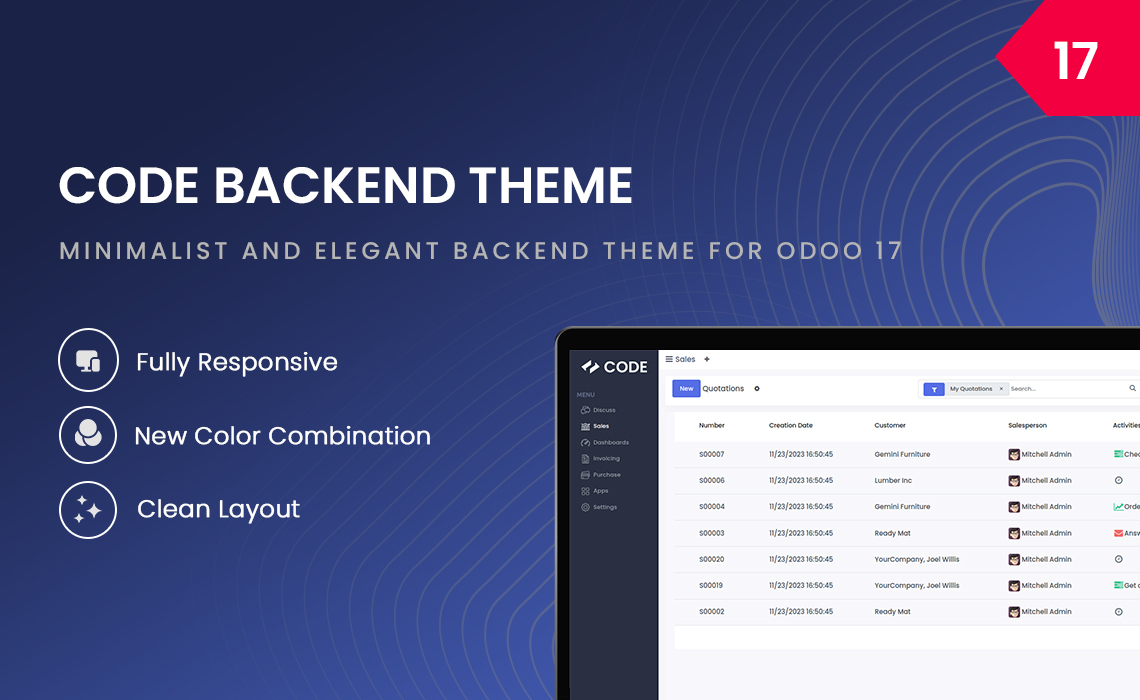 17
CODE BACKEND THEME
MINIMALIST AND ELEGANT BACKEND THEME FOR ODOO 17
Fully Responsive
New Color Combination
Clean Layout
CODE
MENU
Discuss
Sales
Dashboards
Invoicing
Purchase
Apps
Settings
Sales +
New Quotations My Quotations × Search...
Number Creation Date Customer Salesperson Activities
S00007 11/23/2023 16:50:45 Gemini Furniture Mitchell Admin Chec
S00006 11/23/2023 16:50:45 Lumber Inc Mitchell Admin
S00004 11/23/2023 16:50:45 Gemini Furniture Mitchell Admin Orde
S00003 11/23/2023 16:50:45 Ready Mat Mitchell Admin Answ
S00020 11/23/2023 16:50:45 YourCompany, Joel Willis Mitchell Admin
S00019 11/23/2023 16:50:45 YourCompany, Joel Willis Mitchell Admin Get
S00002 11/23/2023 16:50:45 Ready Mat Mitchell Admin